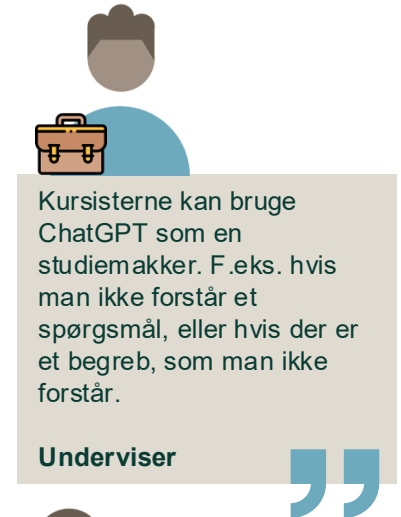 Kursisterne kan bruge
ChatGPT som en
studiemakker. F.eks. hvis
man ikke forstår et
spørgsmål, eller hvis der er
et begreb, som man ikke
forstår.
Underviser